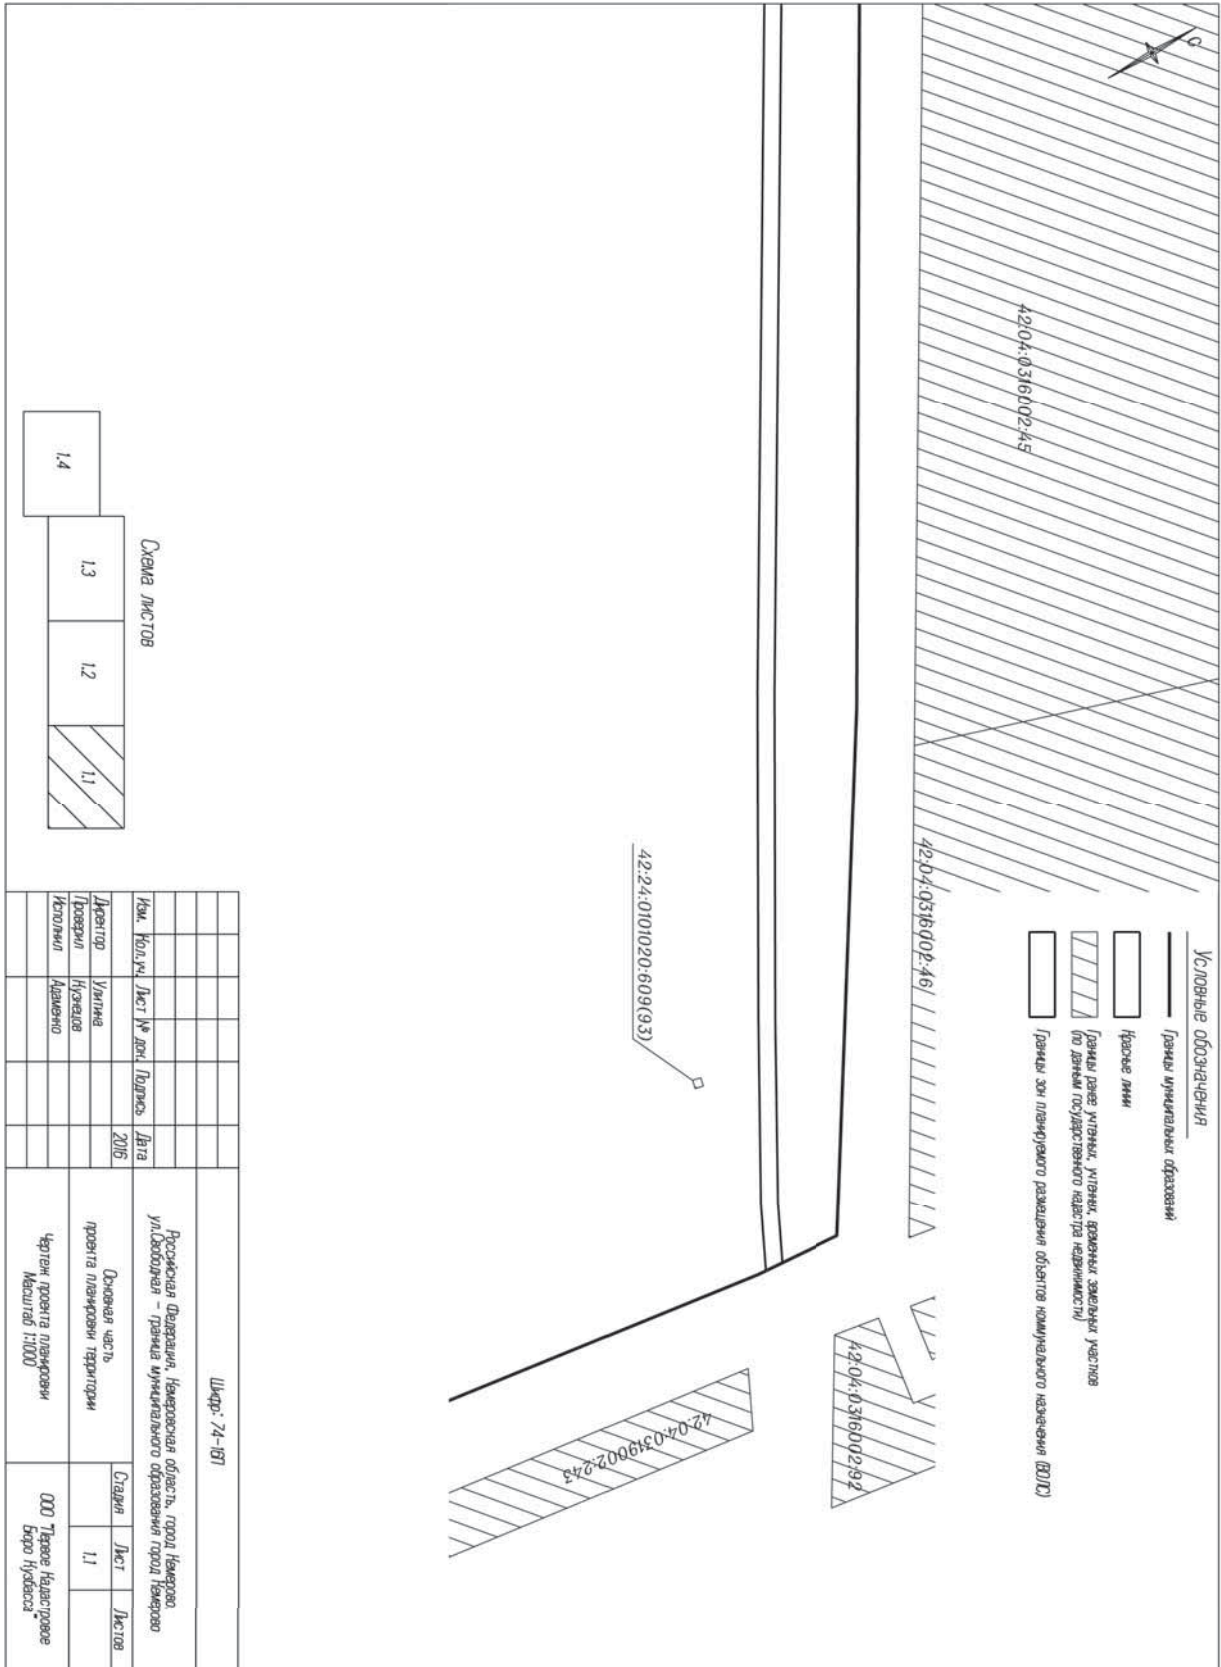 С
42:04:0316002:45
42:04:0316002:46
42:24:0101020:609(93)
42:04:0316002:92
42:04:0319002:243
Условные обозначения
Границы муниципальных образований
Красные линии
Границы ранее учтенных, учтенных, временных земельных участков
(по данным государственного кадастра недвижимости)
Границы зон планируемого размещения объектов коммунального назначения (ВОЛС)
Схема листов
1.4
1.3
1.2
1.1
Шифр: 74-16П
Российская Федерация, Кемеровская область, город Кемерово,
ул.Свободная - граница муниципального образования город Кемерово
Изм. Кол.уч. Лист № док. Подпись Дата
2016
Директор Улитина
Проверил Кузнецов
Исполнил Адаменко
Основная часть
проекта планировки территории
Стадия Лист Листов
1.1
Чертеж проекта планировки
Масштаб 1:1000
ООО "Первое Кадастровое
Бюро Кузбасса"